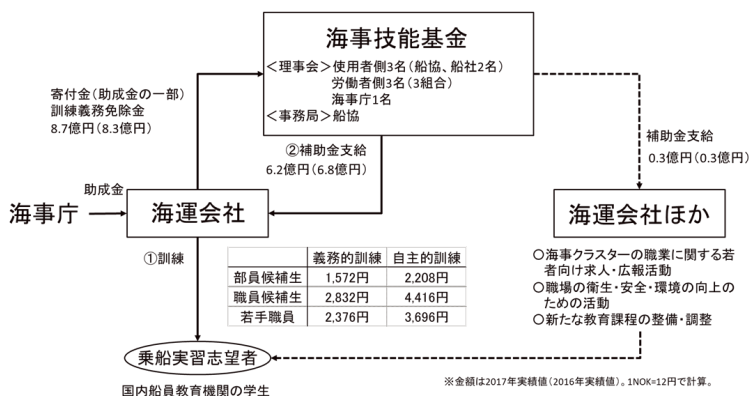 海事技能基金
＜理事会＞使用者側3名（船協、船社2名）
労働者側3名（3組合）
海事庁1名
＜事務局＞船協
寄付金（助成金の一部）
訓練義務免除金
8.7億円（8.3億円）
②補助金支給
6.2億円（6.8億円）
補助金支給
0.3億円（0.3億円）
海事庁
助成金
海運会社
海運会社ほか
①訓練
義務的訓練 自主的訓練
部員候補生 1,572円 2,208円
職員候補生 2,832円 4,416円
若手職員 2,376円 3,696円
○海事クラスターの職業に関する若
者向け求人・広報活動
○職場の衛生・安全・環境の向上の
ための活動
○新たな教育課程の整備・調整
乗船実習志望者
国内船員教育機関の学生
※金額は2017年実績値（2016年実績値）。1NOK=12円で計算。